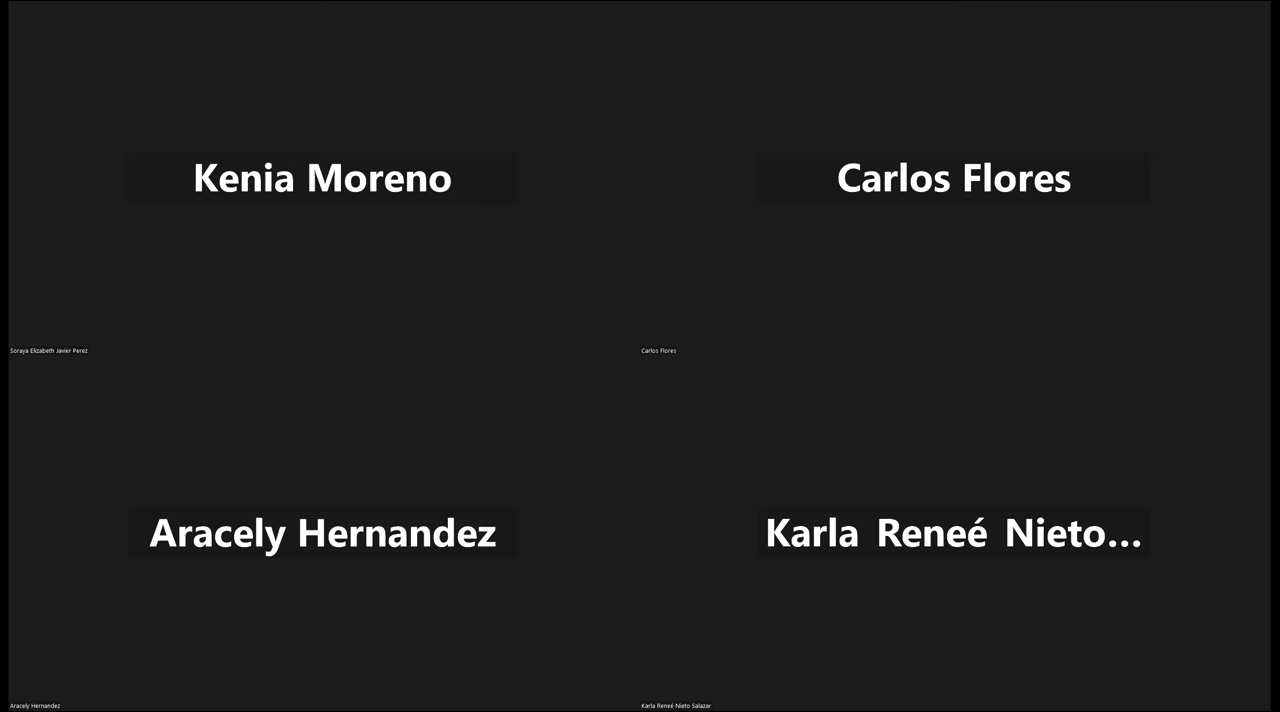 Kenia Moreno
Carlos Flores
Soraya Elizabeth Javier Perez
Carlos Flores
Aracely Hernandez
Karla Reneé Nieto...
Aracely Hernandez
Karla Reneé Nieto Salazar